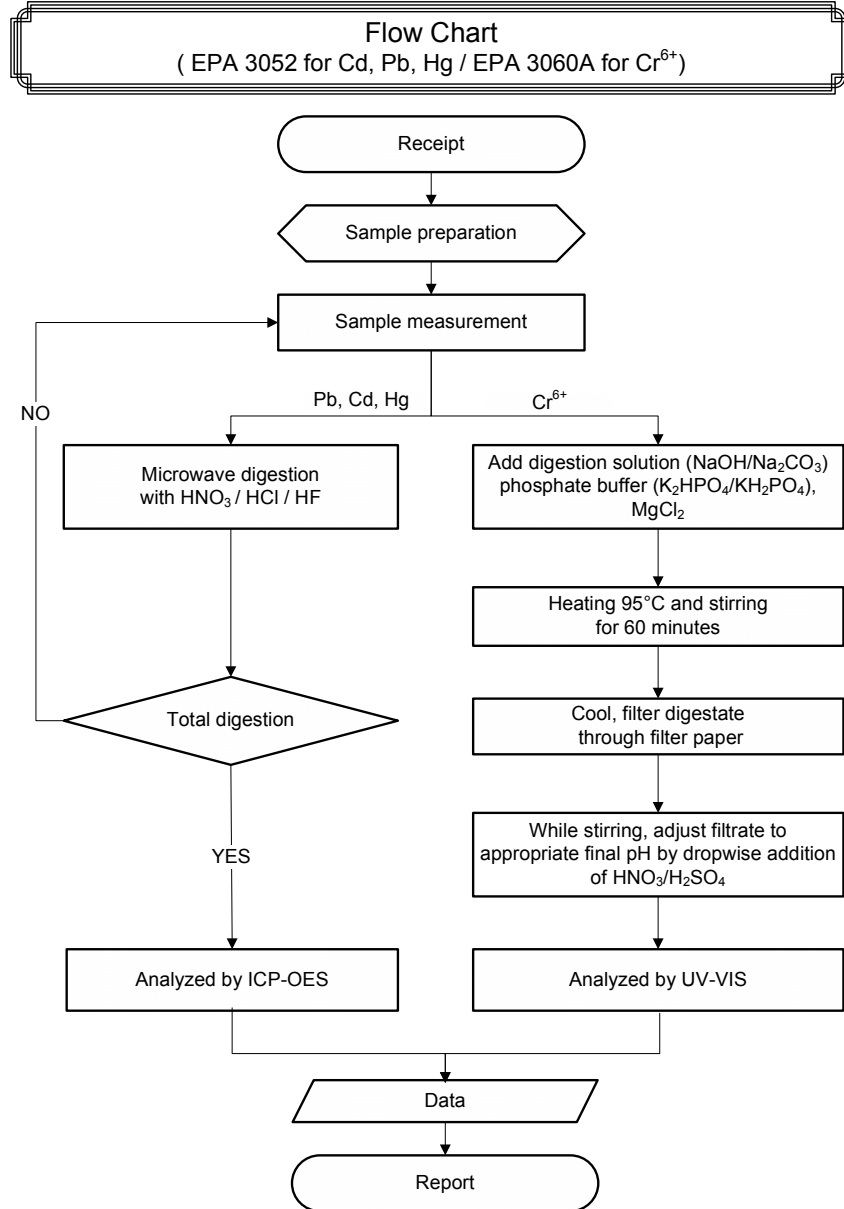 Flow Chart
( EPA 3052 for Cd, Pb, Hg / EPA 3060A for Cr⁶⁺)
Receipt
Sample preparation
Sample measurement
NO
Pb, Cd, Hg
Cr⁶⁺
Microwave digestion
with HNO₃ / HCl / HF
Add digestion solution (NaOH/Na₂CO₃)
phosphate buffer (K₂HPO₄/KH₂PO₄),
MgCl₂
Heating 95°C and stirring
for 60 minutes
Total digestion
Cool, filter digestate
through filter paper
YES
While stirring, adjust filtrate to
appropriate final pH by dropwise addition
of HNO₃/H₂SO₄
Analyzed by ICP-OES
Analyzed by UV-VIS
Data
Report